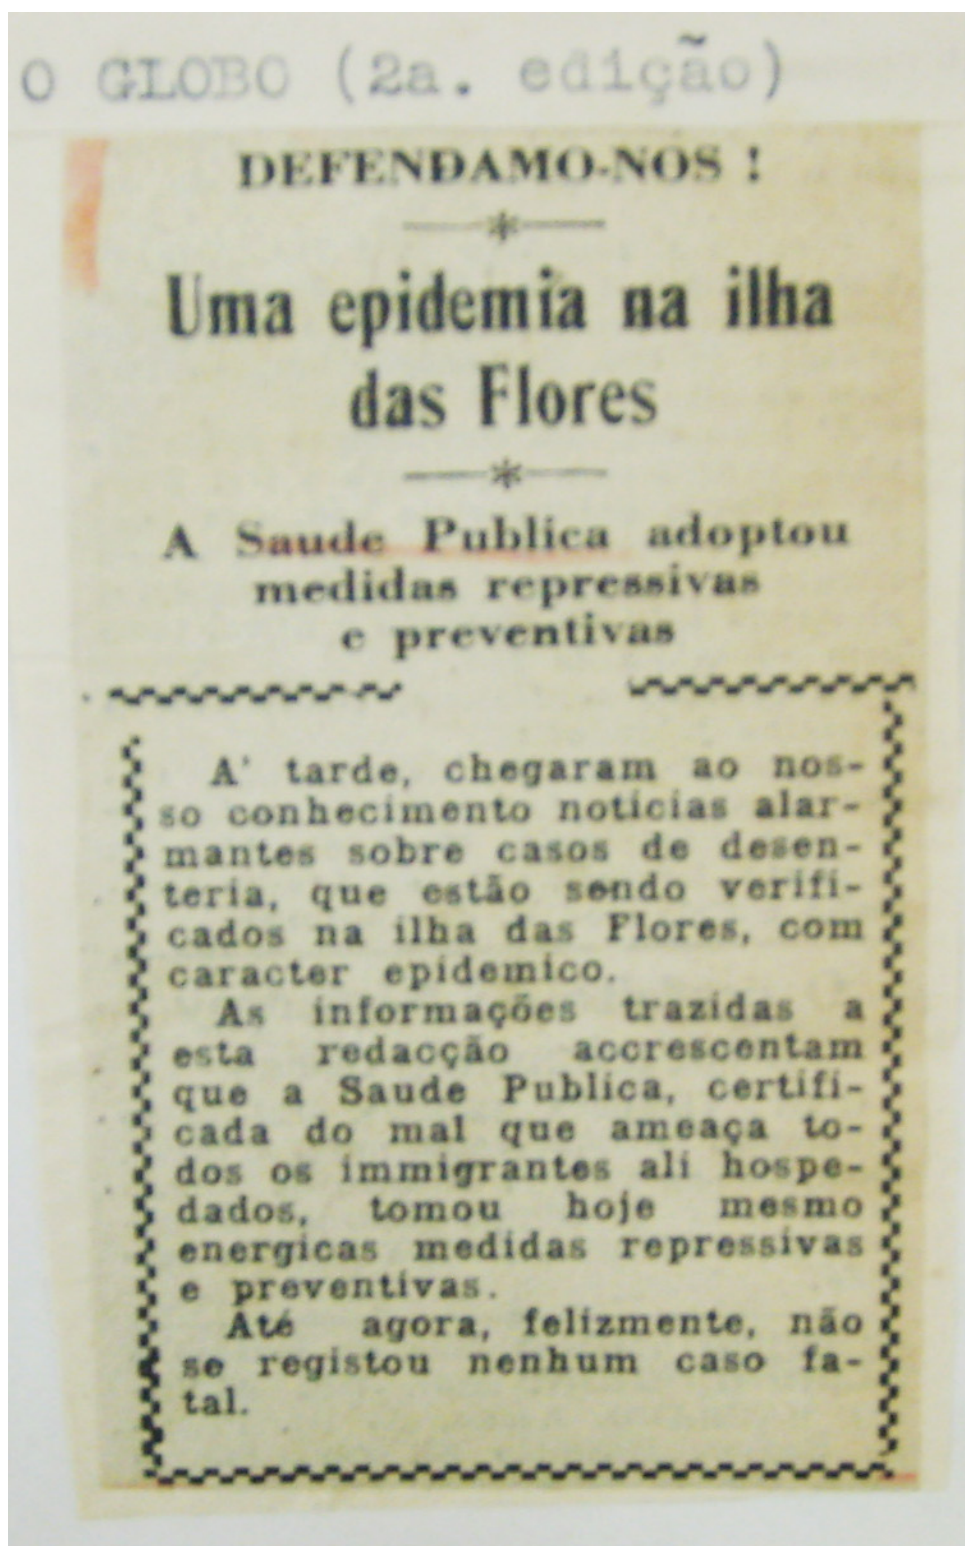 O GLOBO (2a. edição)
DEFENDAMO-NOS !
Uma epidemia na ilha
das Flores
A Saude Publica adoptou
medidas repressivas
e preventivas
A' tarde, chegaram ao nos-
so conhecimento noticias alar-
mantes sobre casos de desen-
teria, que estão sendo verifi-
cados na ilha das Flores, com
caracter epidemico.
As informações trazidas a
esta redacção accrescentam
que a Saude Publica, certifi-
cada do mal que ameaça to-
dos os immigrantes ali hospe-
dados, tomou hoje mesmo
energicas medidas repressivas
e preventivas.
Até agora, felizmente, não
se registou nenhum caso fa-
tal.